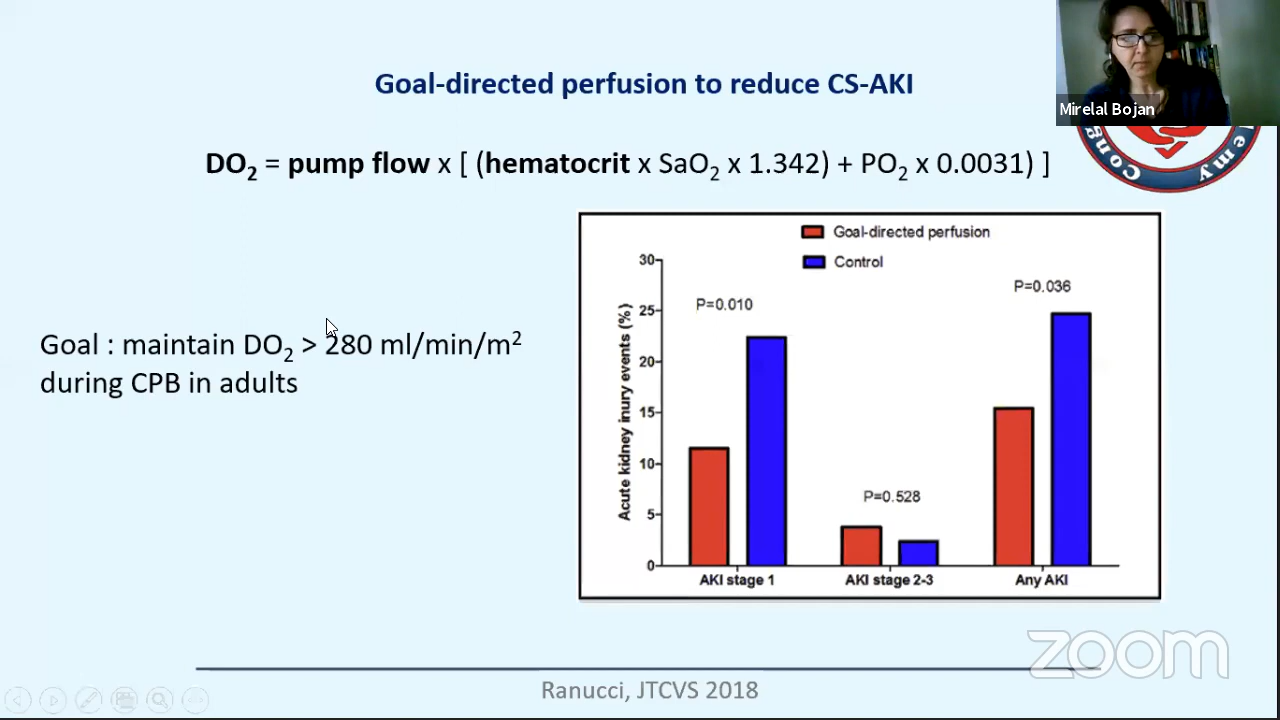 Goal-directed perfusion to reduce CS-AKI
Mirelal Bojan
DO₂ = pump flow x [ (hematocrit x SaO₂ x 1.342) + PO₂ x 0.0031) ]
Cong
emy
Goal : maintain DO₂ > 280 ml/min/m²
during CPB in adults
Goal-directed perfusion
Control
Acute kidney inury events (%)
30
25
20
15
10
5
0
P=0.010
P=0.528
P=0.036
AKI stage 1
AKI stage 2-3
Any AKI
zoom
Ranucci, JTCVS 2018